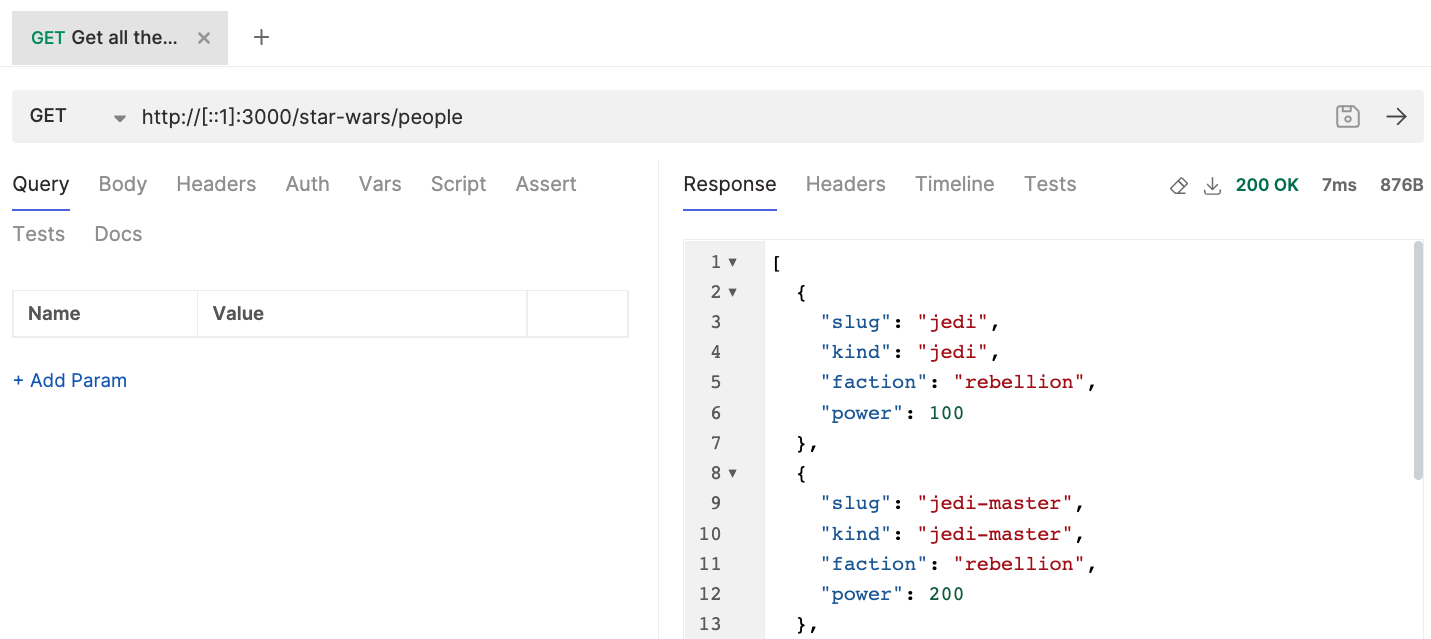 GET Get all the... × +
GET http://[::1]:3000/star-wars/people
Query Body Headers Auth Vars Script Assert
Tests Docs
Name Value
+ Add Param
Response Headers Timeline Tests 200 OK 7ms 876B
1 [
2 {
3 "slug": "jedi",
4 "kind": "jedi",
5 "faction": "rebellion",
6 "power": 100
7 },
8 {
9 "slug": "jedi-master",
10 "kind": "jedi-master",
11 "faction": "rebellion",
12 "power": 200
13 },